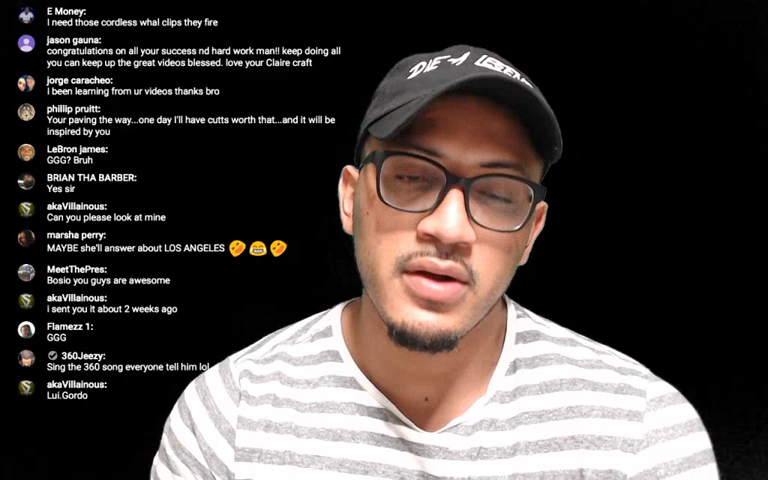 E Money:
I need those cordless whal clips they fire
jason gauna:
congratulations on all your success nd hard work man!! keep doing all
you can keep up the great videos blessed. love your Claire craft
jorge caracheo:
I been learning from ur videos thanks bro
phillip pruitt:
Your paving the way...one day I'll have cutts worth that...and it will be
inspired by you
LeBron james:
GGG? Bruh
BRIAN THA BARBER:
Yes sir
akaVillainous:
Can you please look at mine
marsha perry:
MAYBE she'll answer about LOS ANGELES
MeetThePres:
Bosio you guys are awesome
akaVillainous:
I sent you it about 2 weeks ago
Flamezz 1:
GGG
360Jeezy:
Sing the 360 song everyone tell him lol
akaVillainous:
Lui.Gordo
DIE A LEGEND